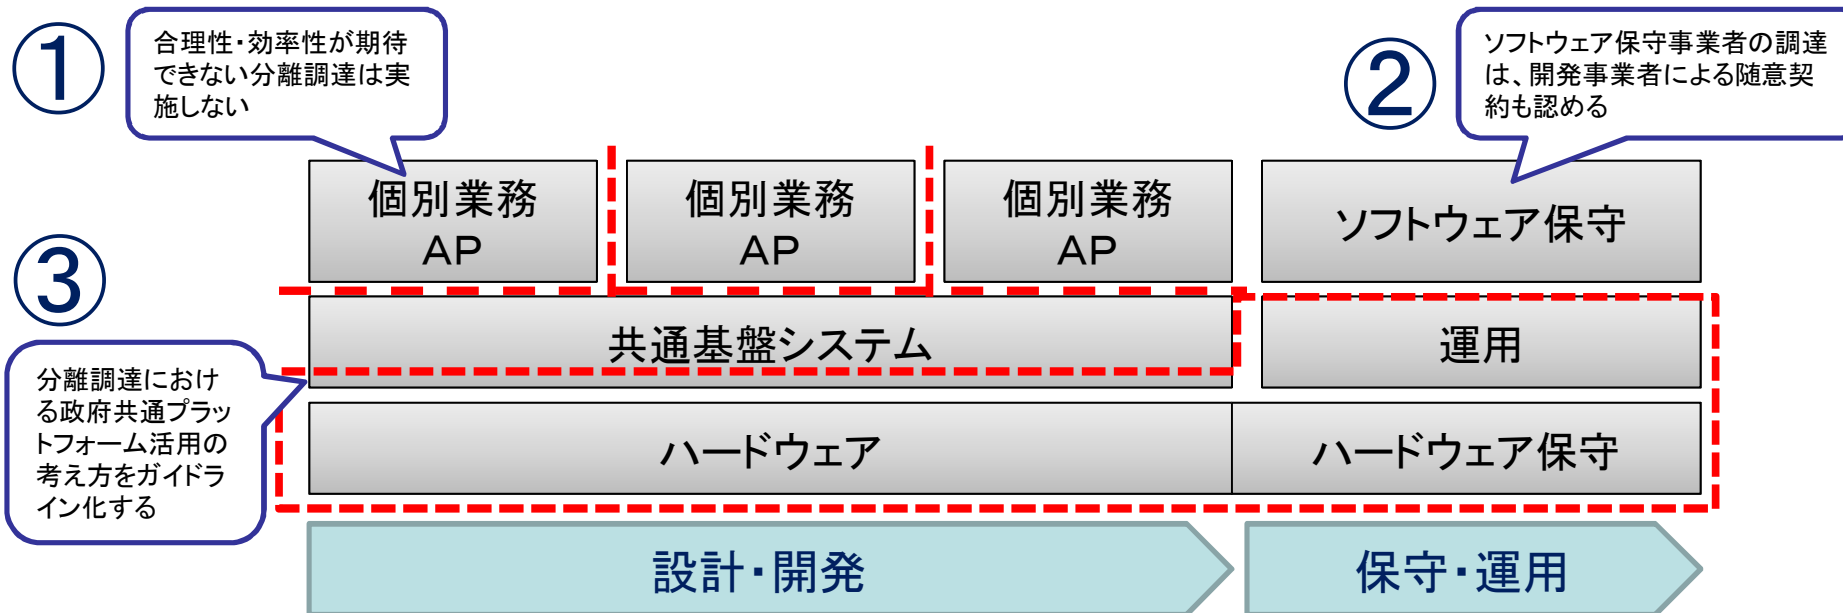 ①
合理性・効率性が期待
できない分離調達は実
施しない
②
ソフトウェア保守事業者の調達
は、開発事業者による随意契
約も認める
個別業務
AP
個別業務
AP
個別業務
AP
ソフトウェア保守
③
分離調達におけ
る政府共通プラッ
トフォーム活用の
考え方をガイドラ
イン化する
共通基盤システム
運用
ハードウェア
ハードウェア保守
設計・開発
保守・運用